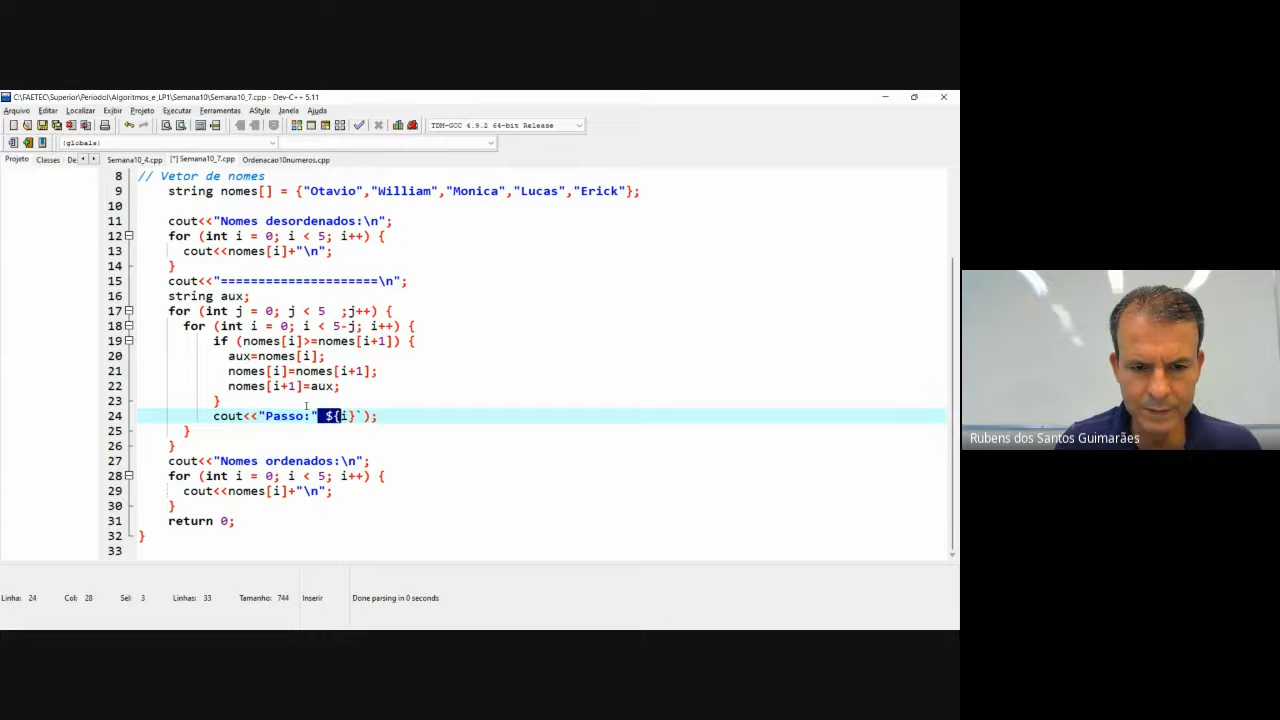 C:\FAETEC\Superior\PeriodoI\Algoritmos_e_LP1\Semana10\Semana10_7.cpp - Dev-C++ 5.11
Arquivo Editar Localizar Exibir Projeto Executar Ferramentas AStyle Janela Ajuda
TDM-GCC 4.9.2 64-bit Release
(globals)
Projeto Classes De Semana10_4.cpp [*] Semana10_7.cpp Ordenacao10numeros.cpp
8 // Vetor de nomes
9 string nomes[] = {"Otavio","William","Monica","Lucas","Erick"};
10
11 cout<<"Nomes desordenados:\n";
12 for (int i = 0; i < 5; i++) {
13 cout<<nomes[i]+"\n";
14 }
15 cout<<"=====================\n";
16 string aux;
17 for (int j = 0; j < 5 ;j++) {
18 for (int i = 0; i < 5-j; i++) {
19 if (nomes[i]>=nomes[i+1]) {
20 aux=nomes[i];
21 nomes[i]=nomes[i+1];
22 nomes[i+1]=aux;
23 }
24 cout<<"Passo:" ${i}`);
25 }
26 }
27 cout<<"Nomes ordenados:\n";
28 for (int i = 0; i < 5; i++) {
29 cout<<nomes[i]+"\n";
30 }
31 return 0;
32 }
33
Linha: 24 Col: 28 Sel: 3 Linhas: 33 Tamanho: 744 Inserir Done parsing in 0 seconds
Rubens dos Santos Guimarães